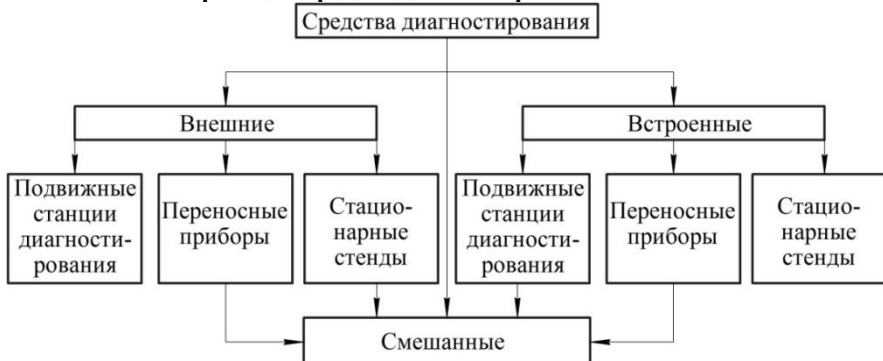 Средства диагностирования
Внешние
Встроенные
Подвижные
станции
диагности-
рования
Переносные
приборы
Стацио-
нарные
стенды
Подвижные
станции
диагности-
рования
Переносные
приборы
Стацио-
нарные
стенды
Смешанные